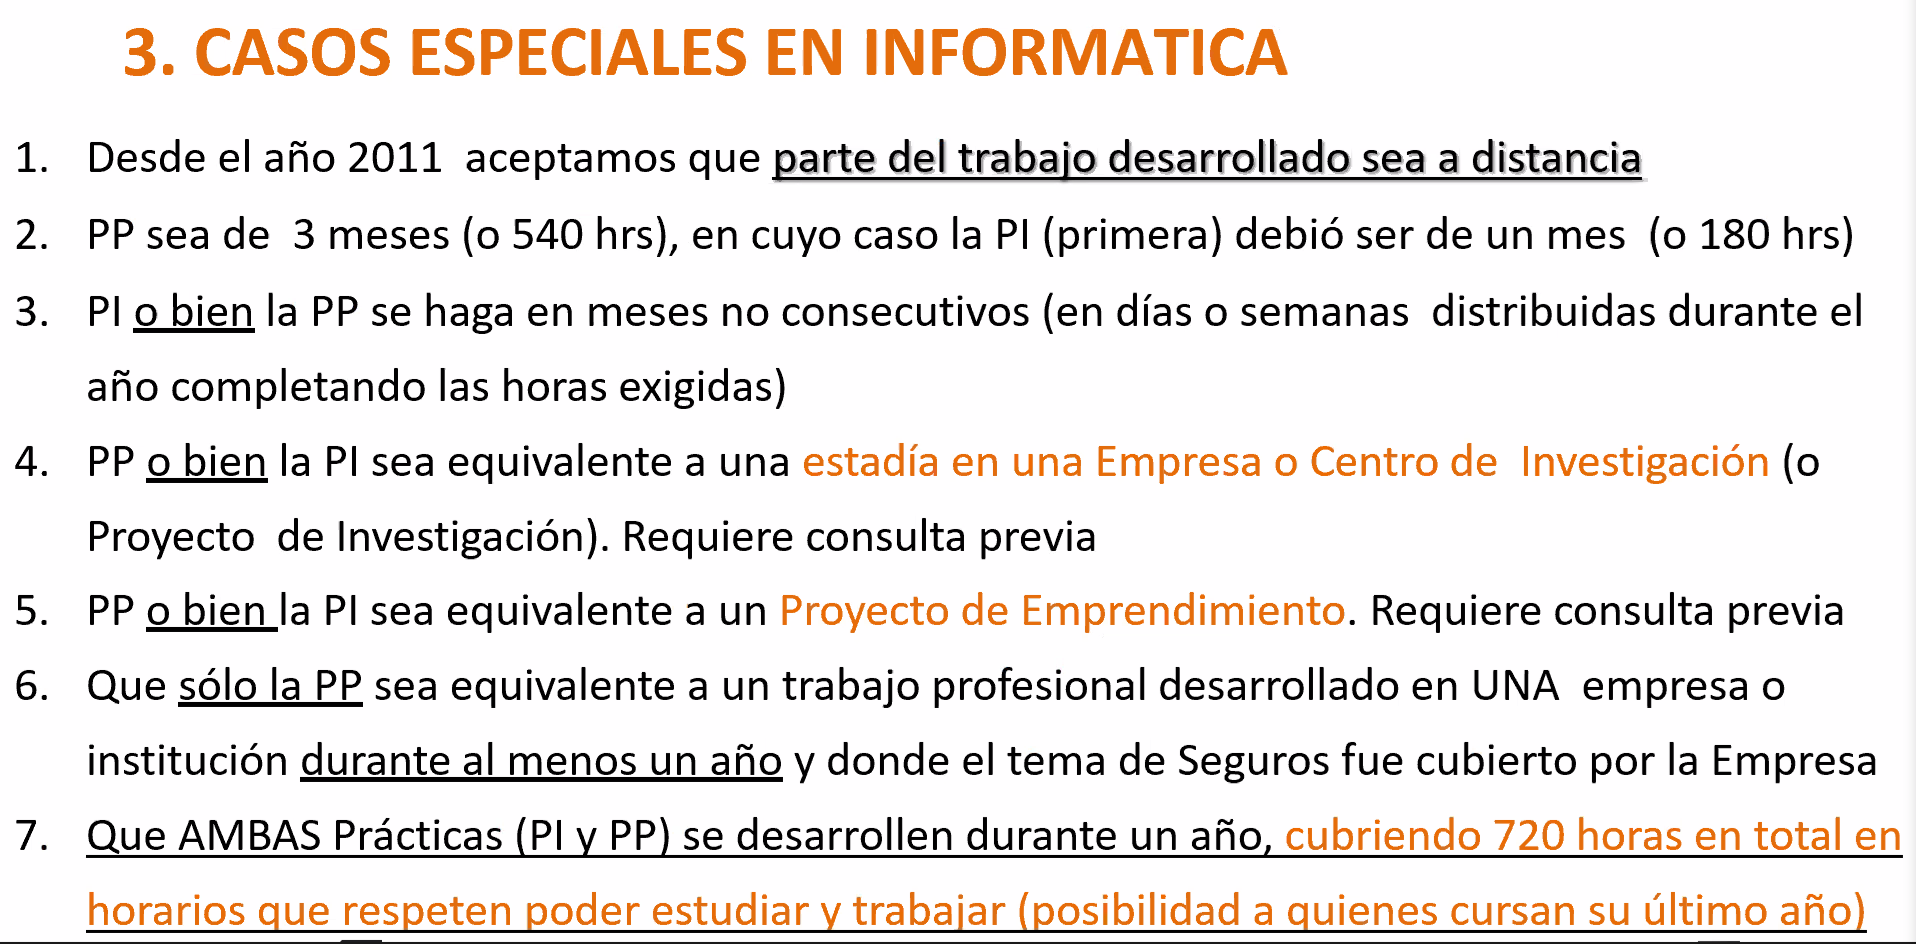 3. CASOS ESPECIALES EN INFORMATICA
1. Desde el año 2011 aceptamos que parte del trabajo desarrollado sea a distancia
2. PP sea de 3 meses (o 540 hrs), en cuyo caso la PI (primera) debió ser de un mes (o 180 hrs)
3. PI o bien la PP se haga en meses no consecutivos (en días o semanas distribuidas durante el
año completando las horas exigidas)
4. PP o bien la PI sea equivalente a una estadía en una Empresa o Centro de Investigación (o
Proyecto de Investigación). Requiere consulta previa
5. PP o bien la PI sea equivalente a un Proyecto de Emprendimiento. Requiere consulta previa
6. Que sólo la PP sea equivalente a un trabajo profesional desarrollado en UNA empresa o
institución durante al menos un año y donde el tema de Seguros fue cubierto por la Empresa
7. Que AMBAS Prácticas (PI y PP) se desarrollen durante un año, cubriendo 720 horas en total en
horarios que respeten poder estudiar y trabajar (posibilidad a quienes cursan su último año)